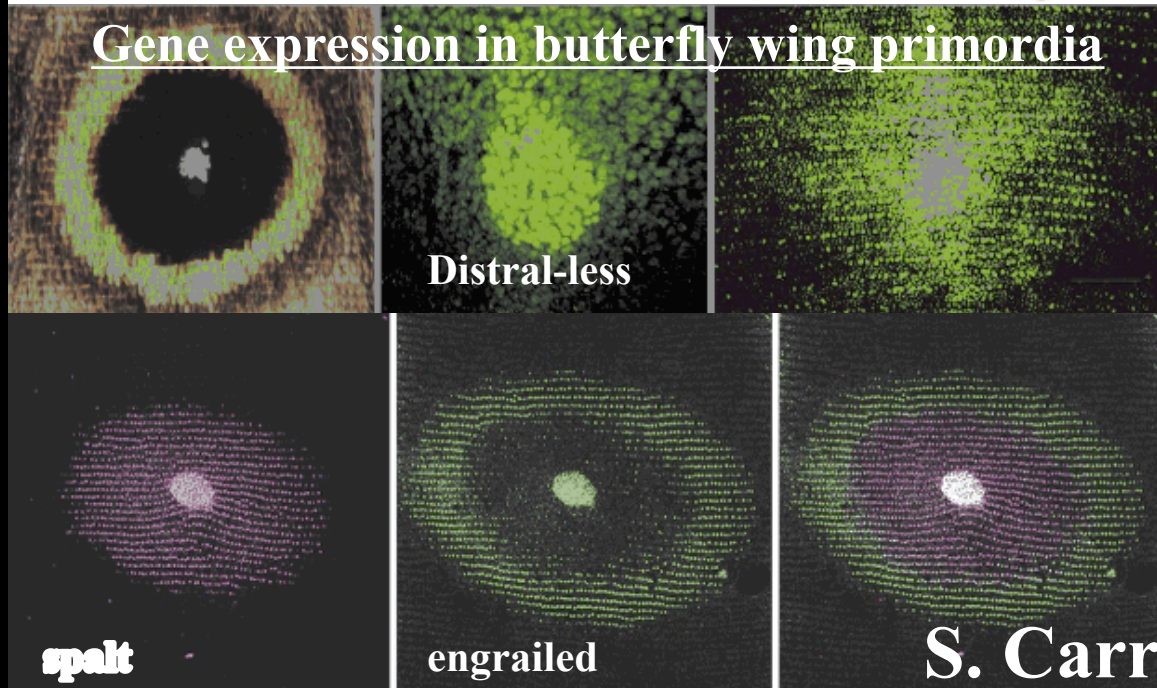 Gene expression in butterfly wing primordia
Distral-less
spalt
engrailed
S. Carr